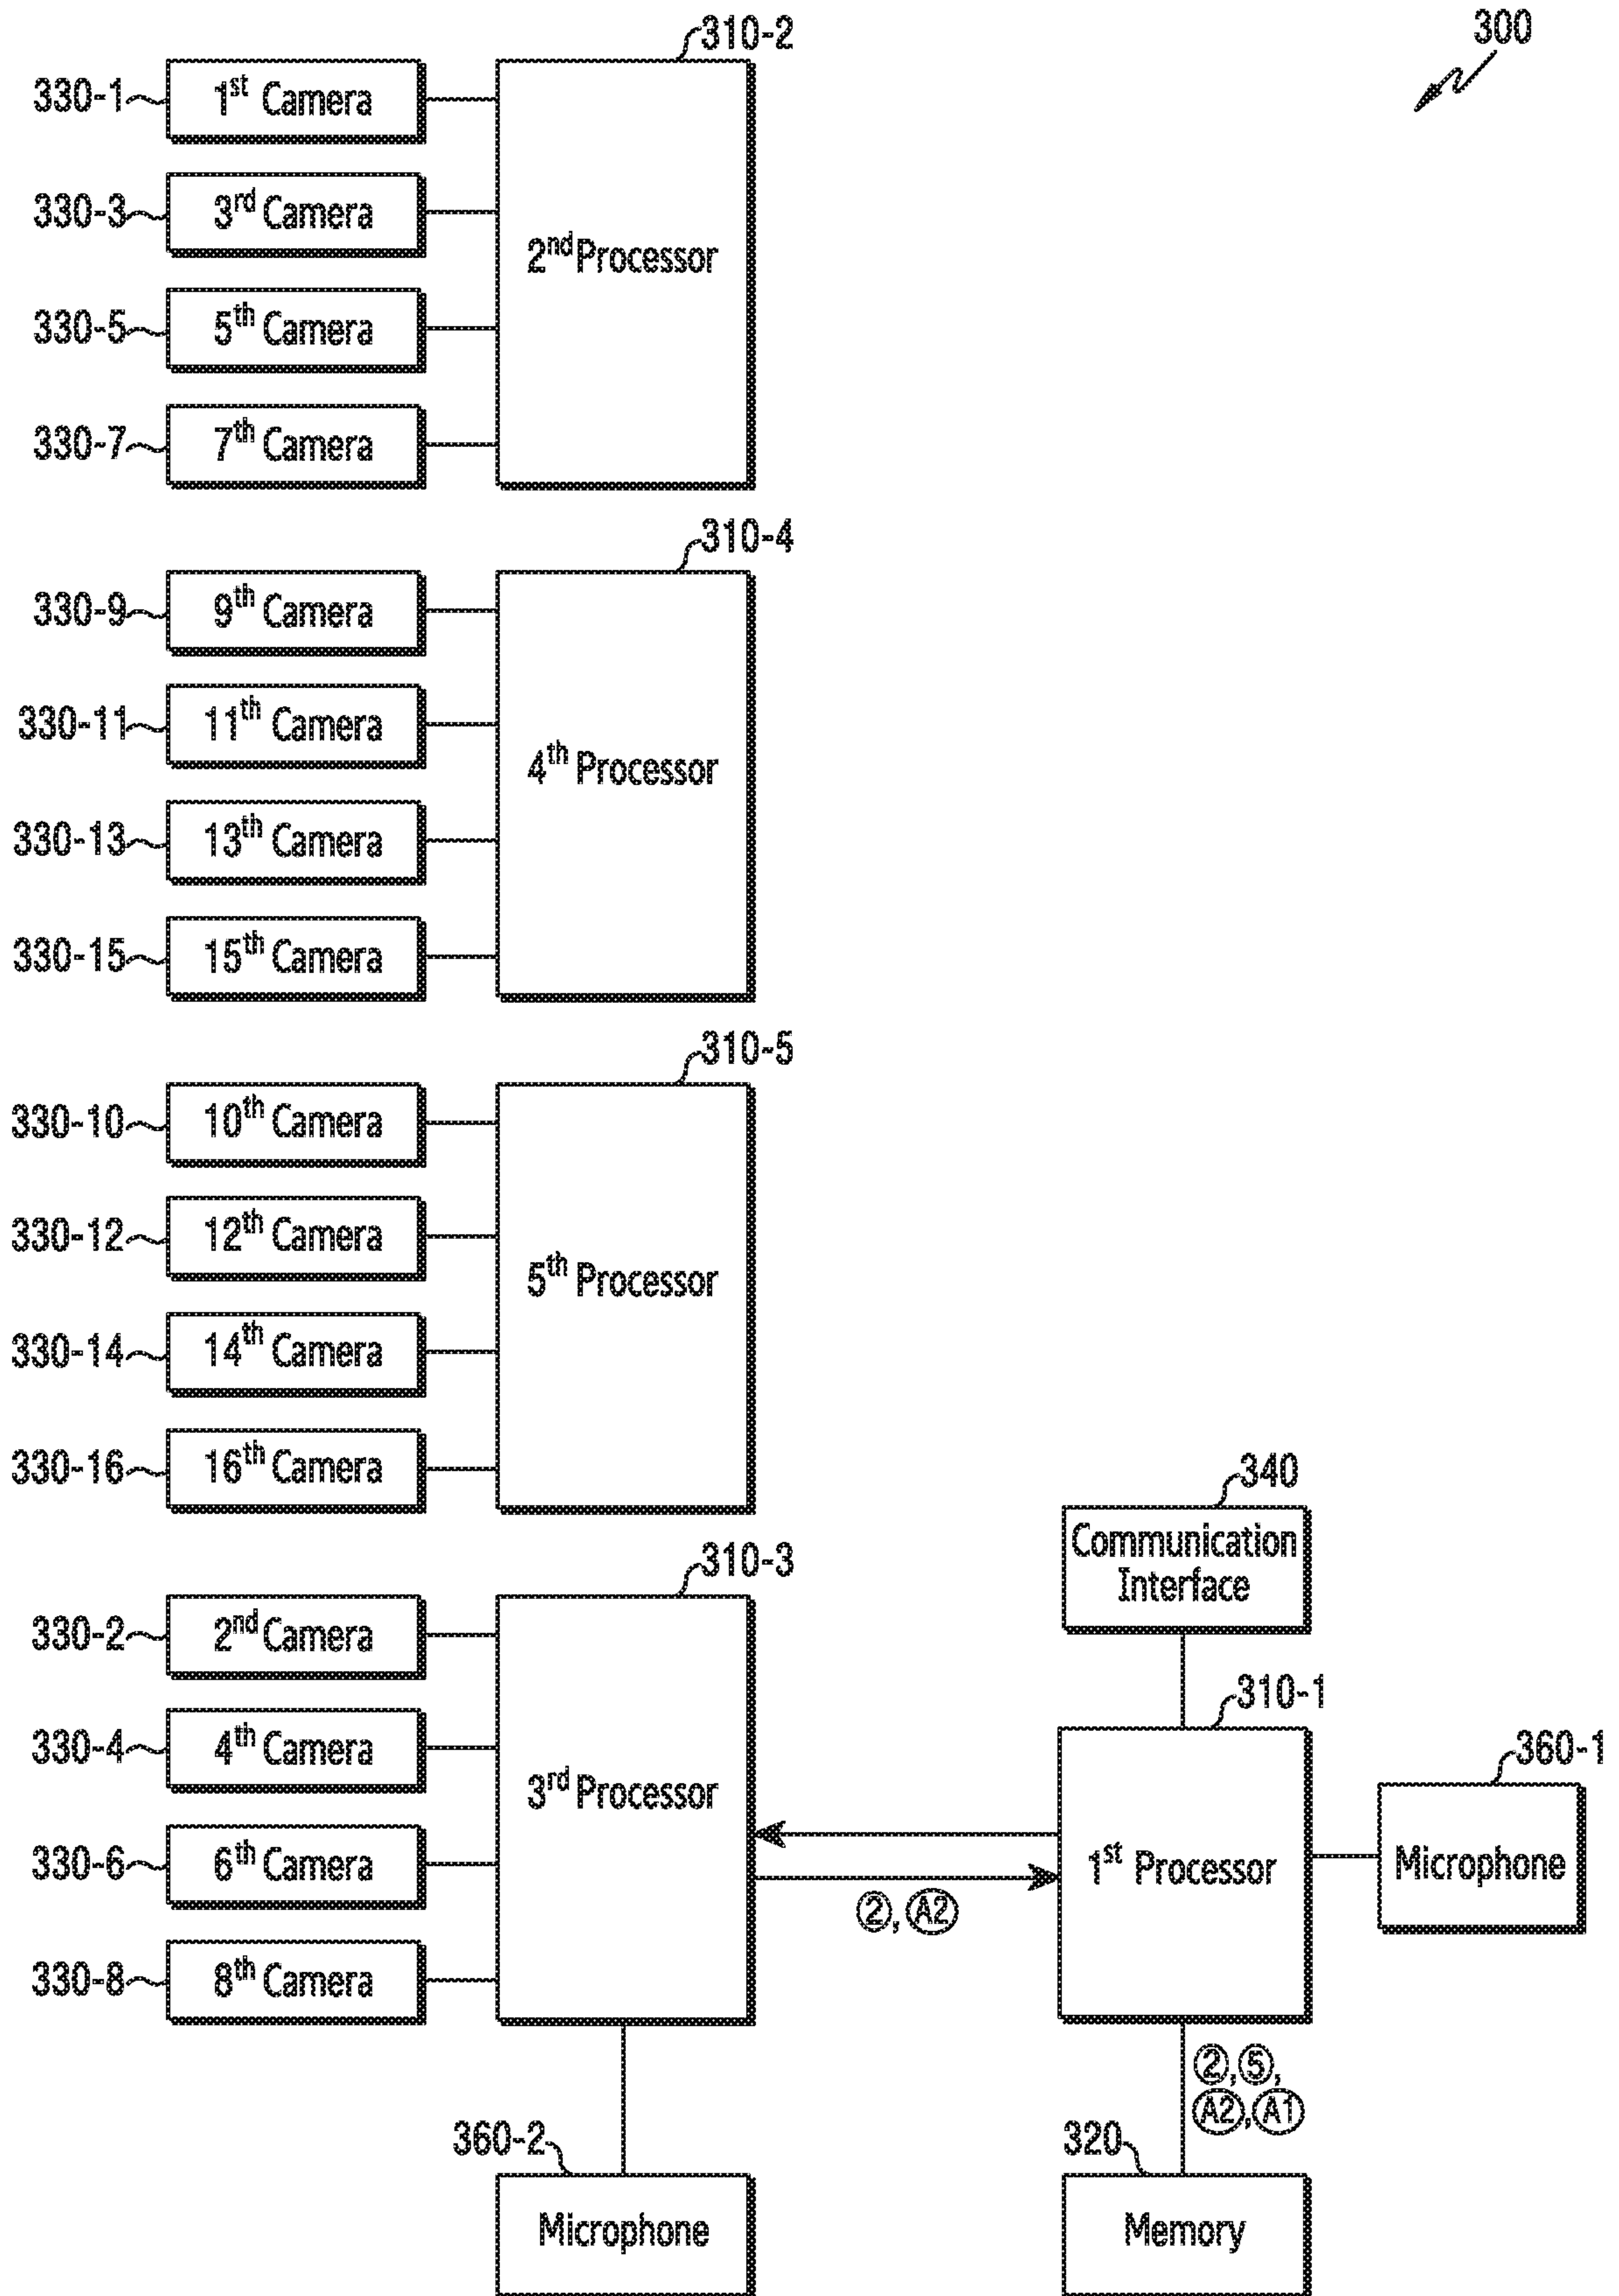 300
310-2
330-1
1st Camera
330-3
3rd Camera
2nd Processor
330-5
5th Camera
330-7
7th Camera
310-4
330-9
9th Camera
330-11
11th Camera
4th Processor
330-13
13th Camera
330-15
15th Camera
310-5
330-10
10th Camera
330-12
12th Camera
5th Processor
330-14
14th Camera
330-16
16th Camera
340
Communication
Interface
310-3
330-2
2nd Camera
310-1
330-4
4th Camera
360-1
3rd Processor
330-6
6th Camera
1st Processor
Microphone
②, Ⓐ2
330-8
8th Camera
②,⑤,
A2,A1
360-2
320
Microphone
Memory